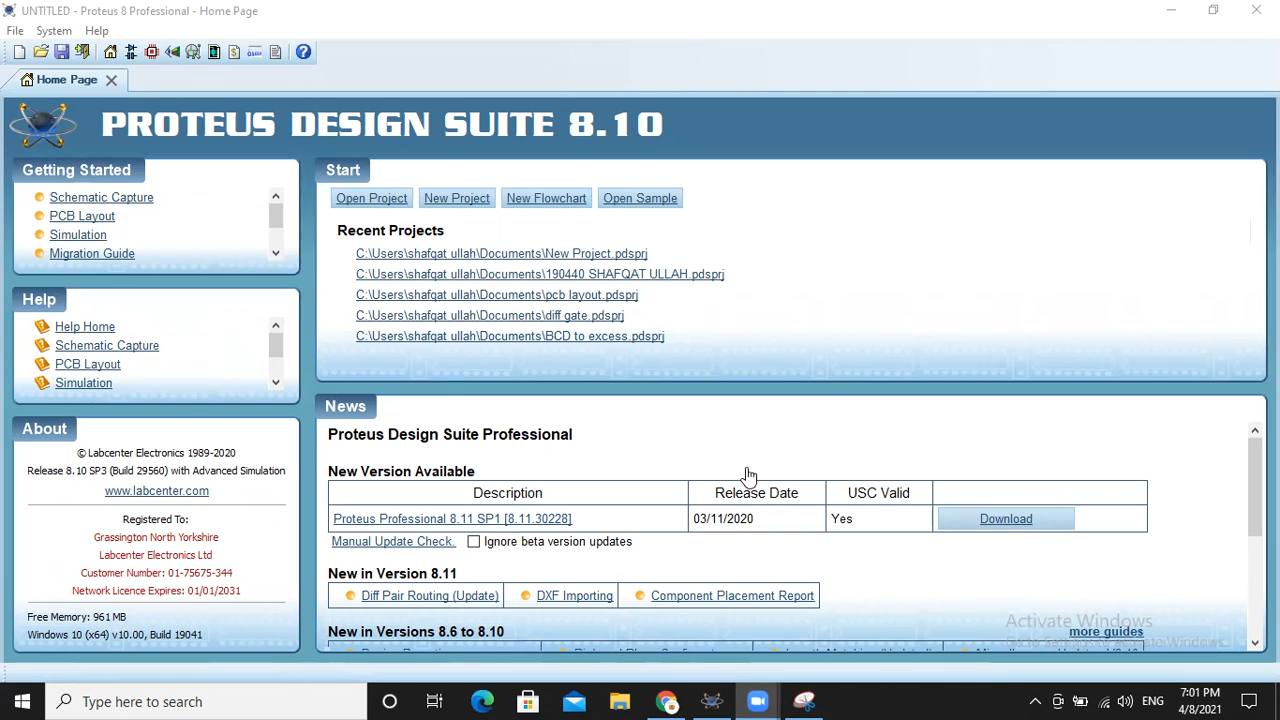 UNTITLED - Proteus 8 Professional - Home Page
File System Help
Home Page
PROTEUS DESIGN SUITE 8.10
Getting Started
Schematic Capture
PCB Layout
Simulation
Migration Guide
Start
Open Project New Project New Flowchart Open Sample
Recent Projects
C:\Users\shafqat ullah\Documents\New Project.pdsprj
C:\Users\shafqat ullah\Documents\190440 SHAFQAT ULLAH.pdsprj
C:\Users\shafqat ullah\Documents\pcb layout.pdsprj
C:\Users\shafqat ullah\Documents\diff gate.pdsprj
C:\Users\shafqat ullah\Documents\BCD to excess.pdsprj
Help
Help Home
Schematic Capture
PCB Layout
Simulation
About
© Labcenter Electronics 1989-2020
Release 8.10 SP3 (Build 29560) with Advanced Simulation
www.labcenter.com
Registered To:
Grassington North Yorkshire
Labcenter Electronics Ltd
Customer Number: 01-75675-344
Network Licence Expires: 01/01/2031
Free Memory: 961 MB
Windows 10 (x64) v10.00, Build 19041
News
Proteus Design Suite Professional
New Version Available
Description Release Date USC Valid
Proteus Professional 8.11 SP1 [8.11.30228] 03/11/2020 Yes Download
Manual Update Check. Ignore beta version updates
New in Version 8.11
Diff Pair Routing (Update) DXF Importing Component Placement Report
New in Versions 8.6 to 8.10 more guides
Activate Windows
Go to Settings to activate Windows.
Type here to search
ENG
7:01 PM
4/8/2021